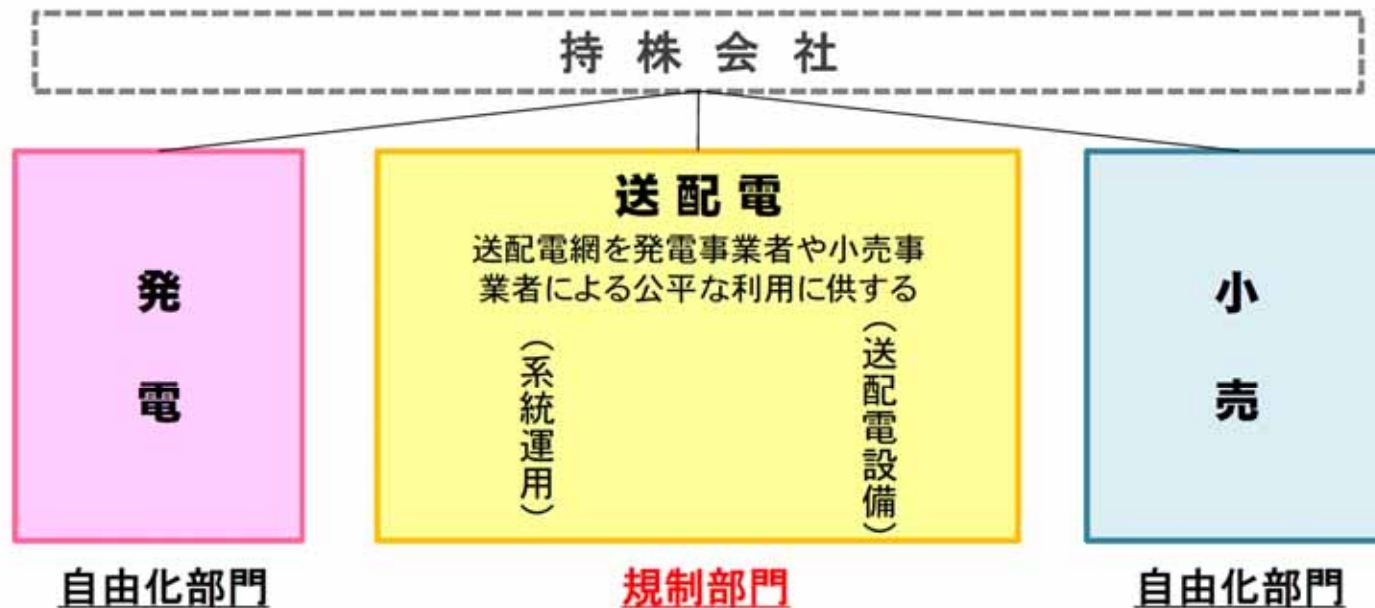 持株会社
発電
送配電
送配電網を発電事業者や小売事
業者による公平な利用に供する
(系統運用)
(送配電設備)
小売
自由化部門
規制部門
自由化部門